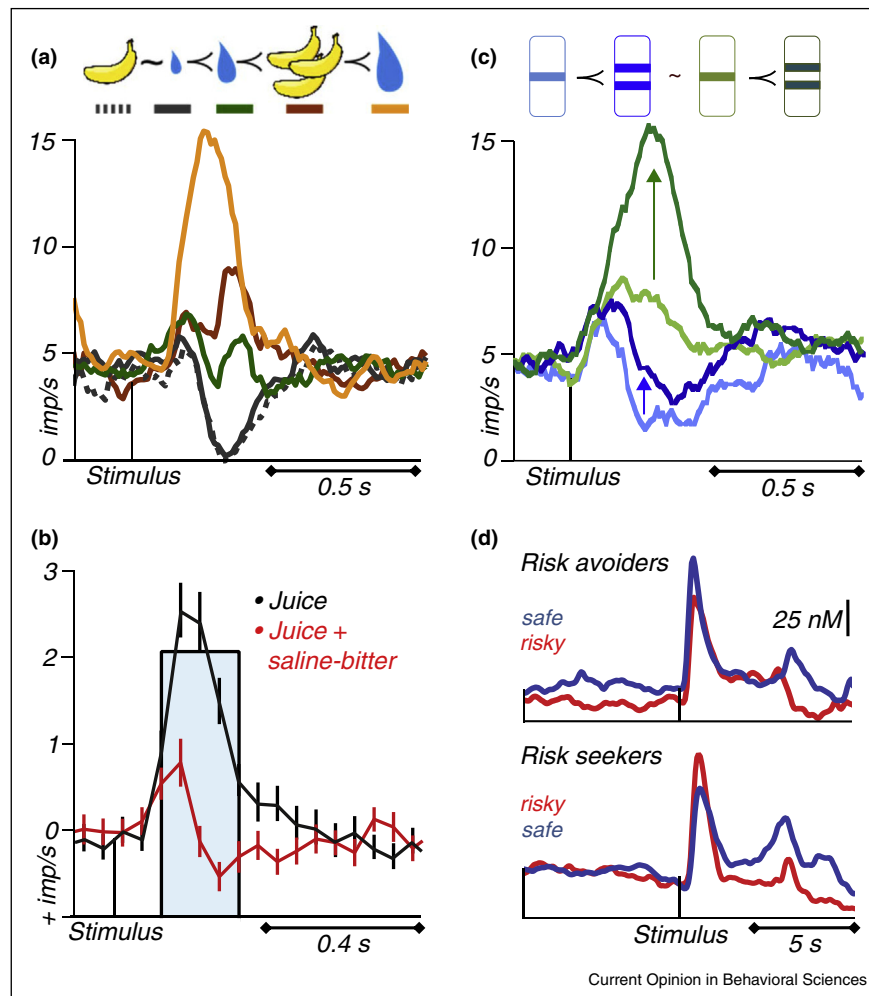 (a)
15
10
5
0
imp/s
Stimulus
0.5 s
(c)
~
15
10
5
0
imp/s
Stimulus
0.5 s
(b)
3
2
1
0
+ imp/s
• Juice
• Juice +
saline-bitter
Stimulus
0.4 s
(d)
Risk avoiders
safe
risky
25 nM
Risk seekers
risky
safe
Stimulus
5 s
Current Opinion in Behavioral Sciences